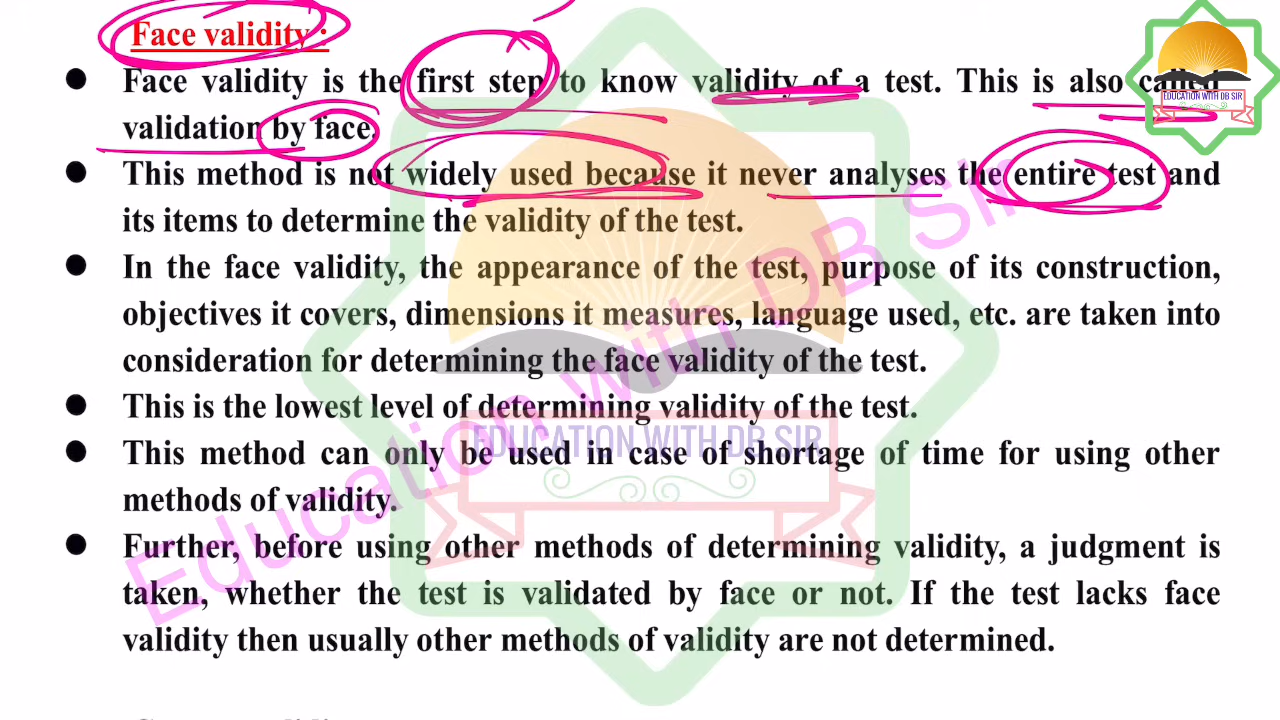 Face validity :
Face validity is the first step to know validity of a test. This is also called
validation by face.
This method is not widely used because it never analyses the entire test and
its items to determine the validity of the test.
In the face validity, the appearance of the test, purpose of its construction,
objectives it covers, dimensions it measures, language used, etc. are taken into
consideration for determining the face validity of the test.
This is the lowest level of determining validity of the test.
This method can only be used in case of shortage of time for using other
methods of validity.
Further, before using other methods of determining validity, a judgment is
taken, whether the test is validated by face or not. If the test lacks face
validity then usually other methods of validity are not determined.
EDUCATION WITH DB SIR
EDUCATION WITH DB SIR
Education with DB Sir